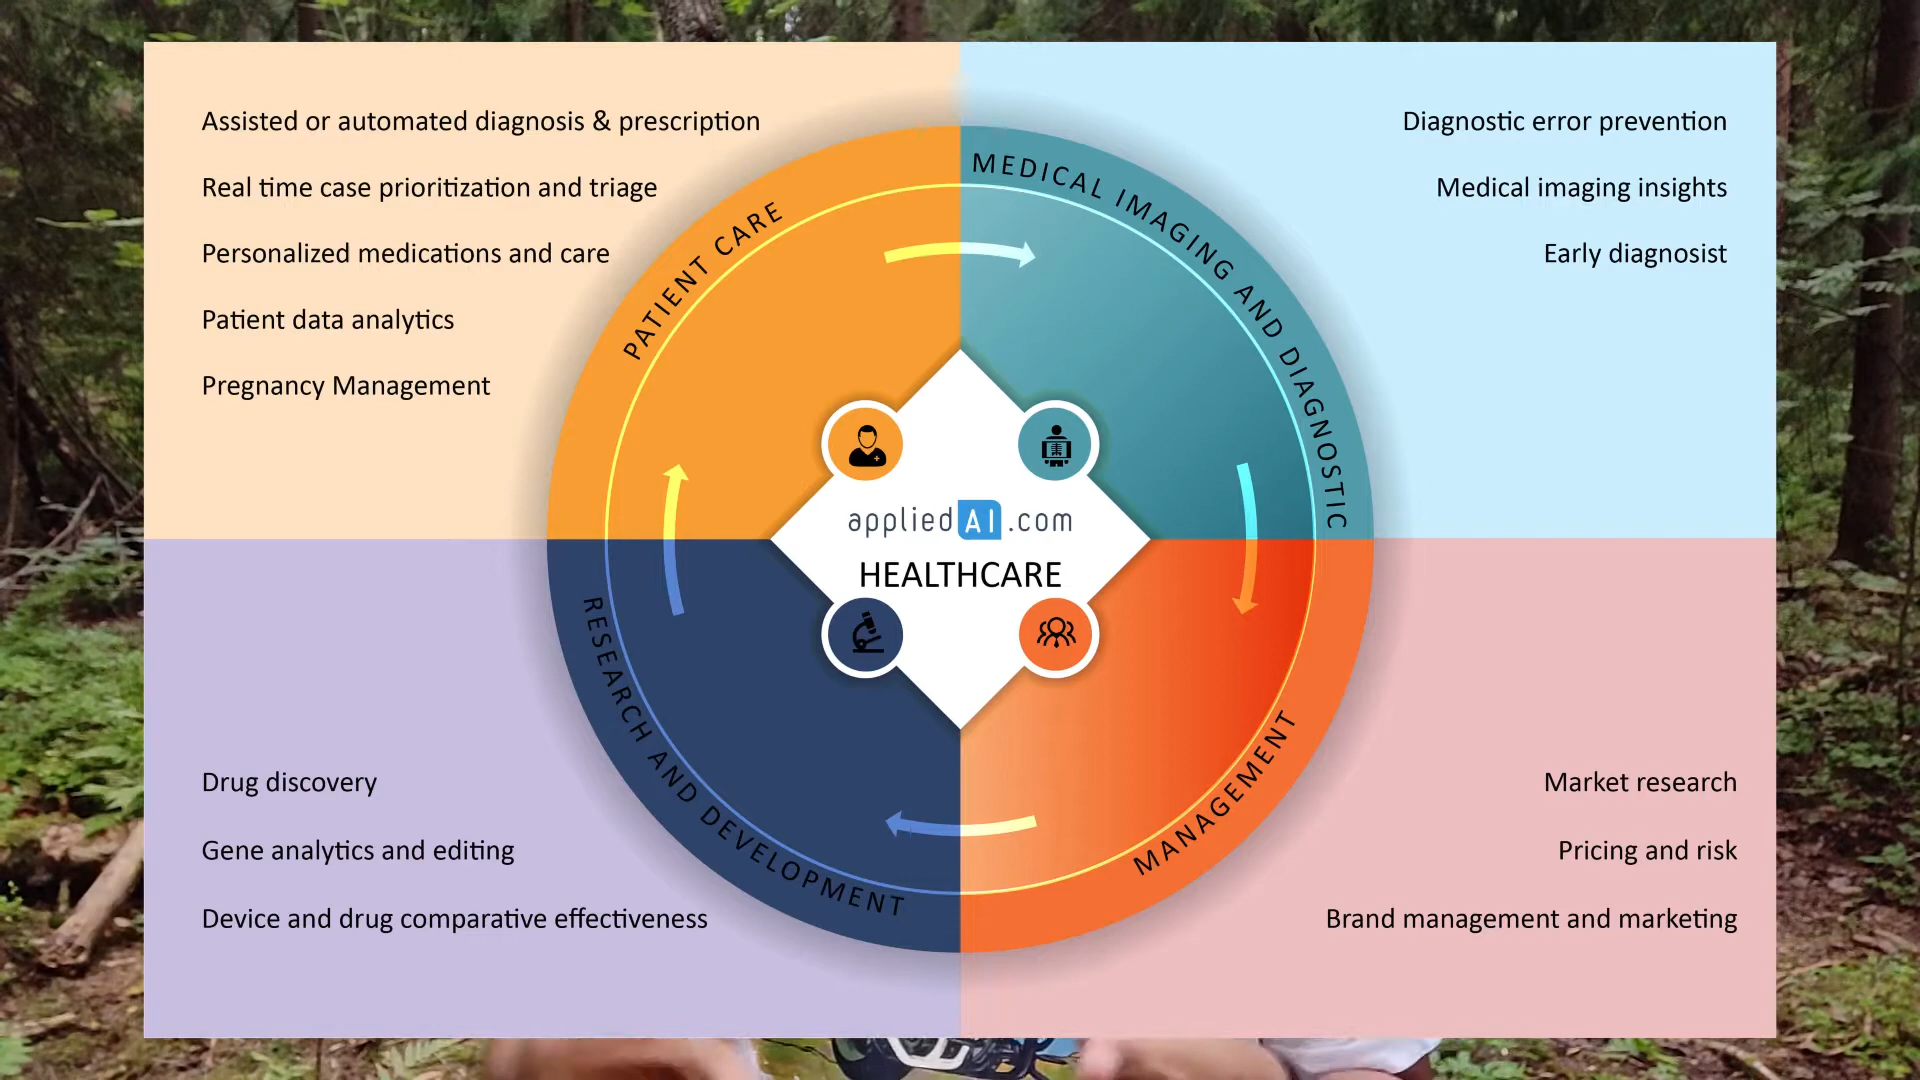 Assisted or automated diagnosis & prescription
Real time case prioritization and triage
Personalized medications and care
Patient data analytics
Pregnancy Management
Diagnostic error prevention
Medical imaging insights
Early diagnosist
PATIENT CARE
MEDICAL IMAGING AND DIAGNOSTIC
appliedAI.com
HEALTHCARE
RESEARCH AND DEVELOPMENT
MANAGEMENT
Drug discovery
Gene analytics and editing
Device and drug comparative effectiveness
Market research
Pricing and risk
Brand management and marketing